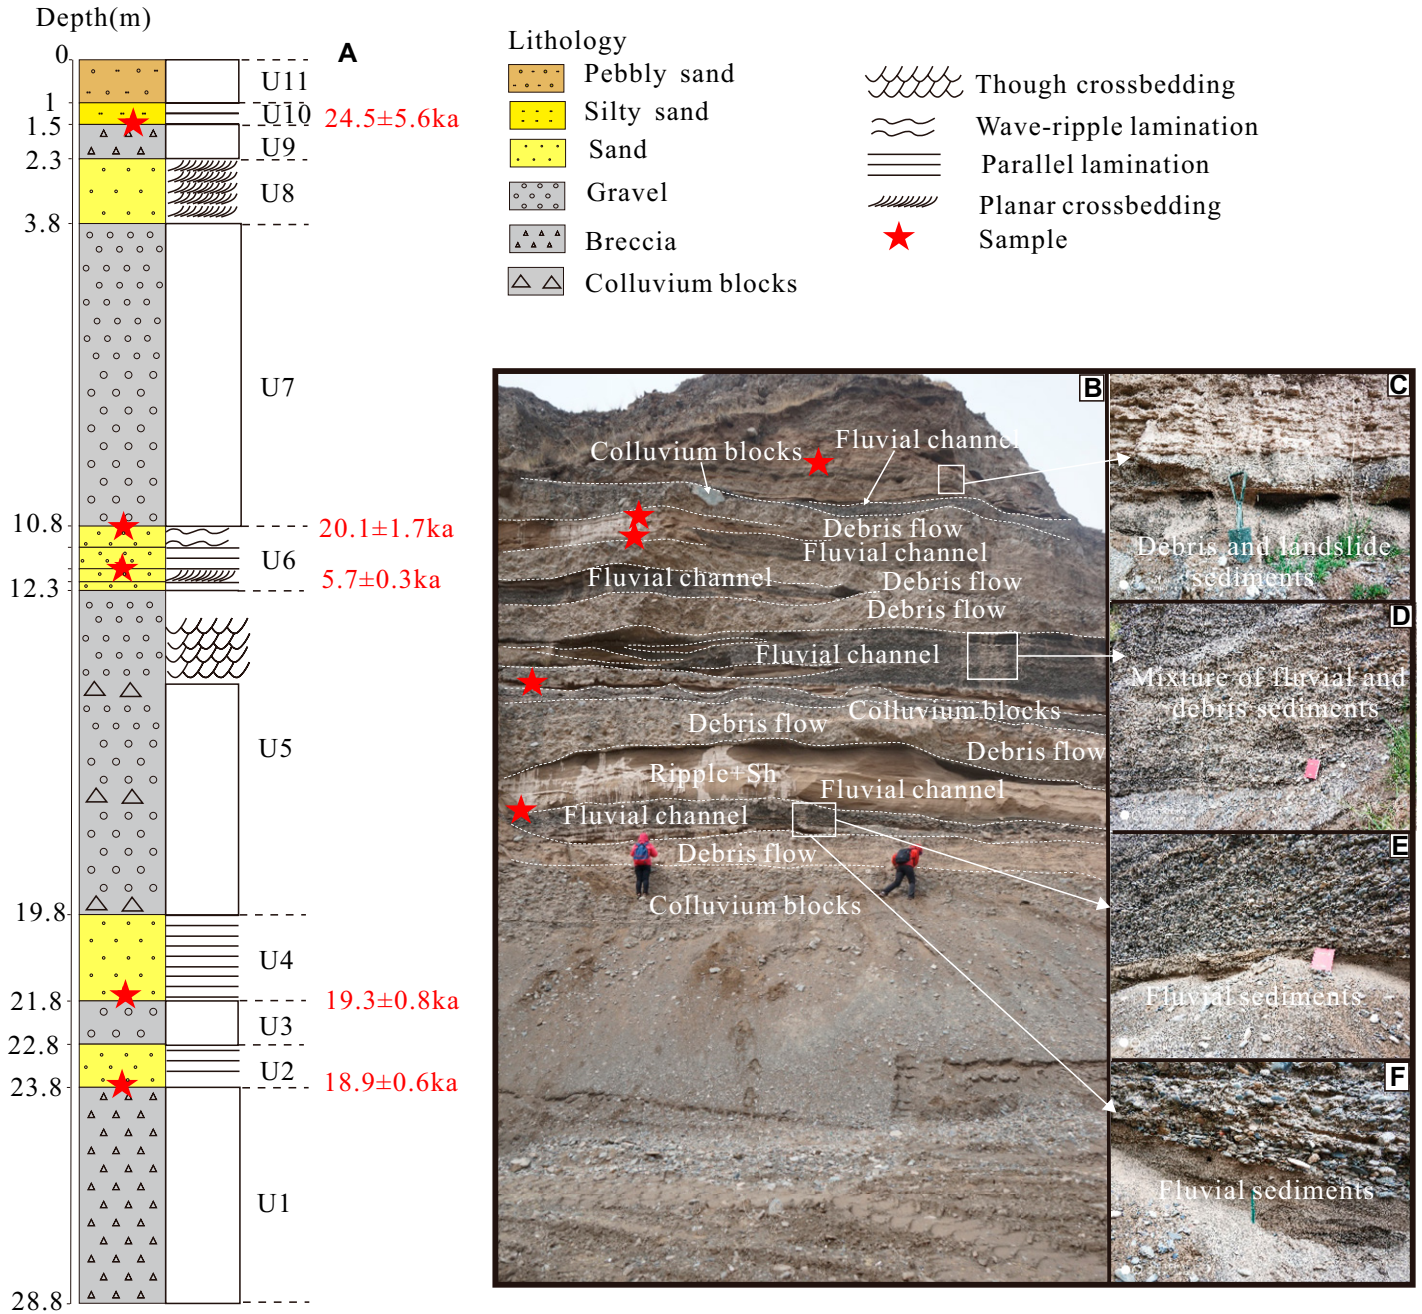 Depth(m)
A
0
1
1.5
2.3
3.8
10.8
12.3
19.8
21.8
22.8
23.8
28.8
U11
U10
U9
U8
U7
U6
U5
U4
U3
U2
U1
24.5±5.6ka
20.1±1.7ka
5.7±0.3ka
19.3±0.8ka
18.9±0.6ka
Lithology
Pebbly sand
Silty sand
Sand
Gravel
Breccia
Colluvium blocks
Though crossbedding
Wave-ripple lamination
Parallel lamination
Planar crossbedding
Sample
B
Fluvial channel
Colluvium blocks
Debris flow
Fluvial channel
Fluvial channel
Debris flow
Debris flow
Fluvial channel
Colluvium blocks
Debris flow
Debris flow
Ripple+Sh
Fluvial channel
Fluvial channel
Debris flow
Colluvium blocks
C
Debris and landslide
sediments
D
Mixture of fluvial and
debris sediments
E
Fluvial sediments
F
Fluvial sediments